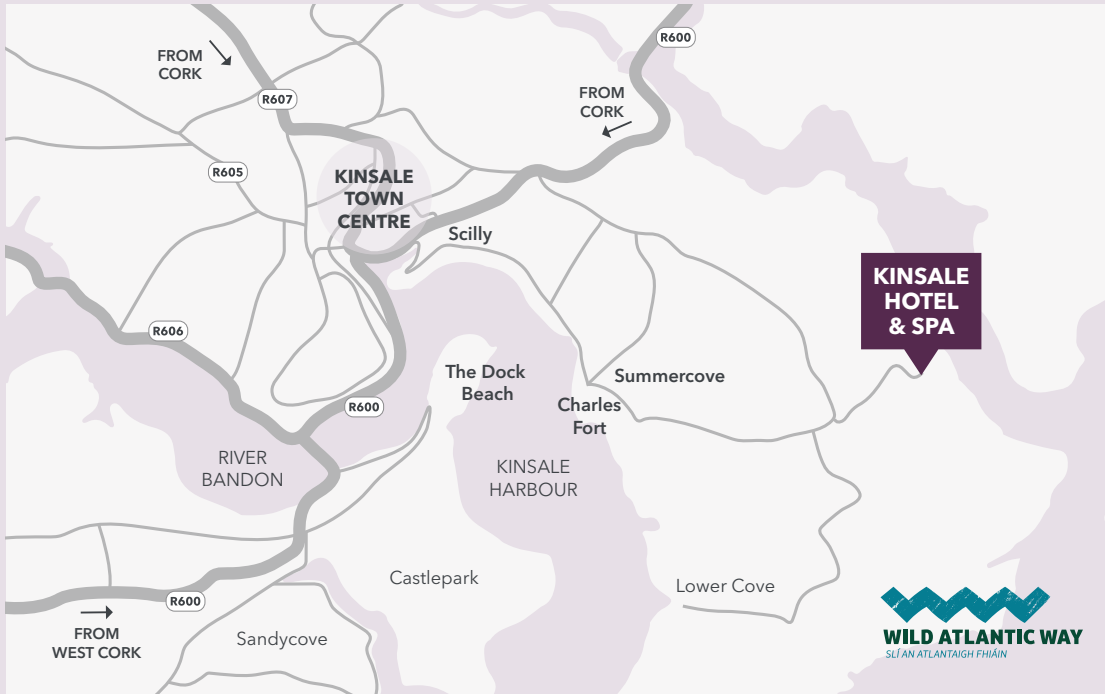 FROM
CORK
R607
R600
FROM
CORK
R605
KINSALE
TOWN
CENTRE
Scilly
KINSALE
HOTEL
& SPA
R606
The Dock
Beach
Summercove
Charles
Fort
R600
RIVER
BANDON
KINSALE
HARBOUR
Castlepark
Lower Cove
R600
FROM
WEST CORK
Sandycove
WILD ATLANTIC WAY
SLÍ AN ATLANTAIGH FHIÁIN